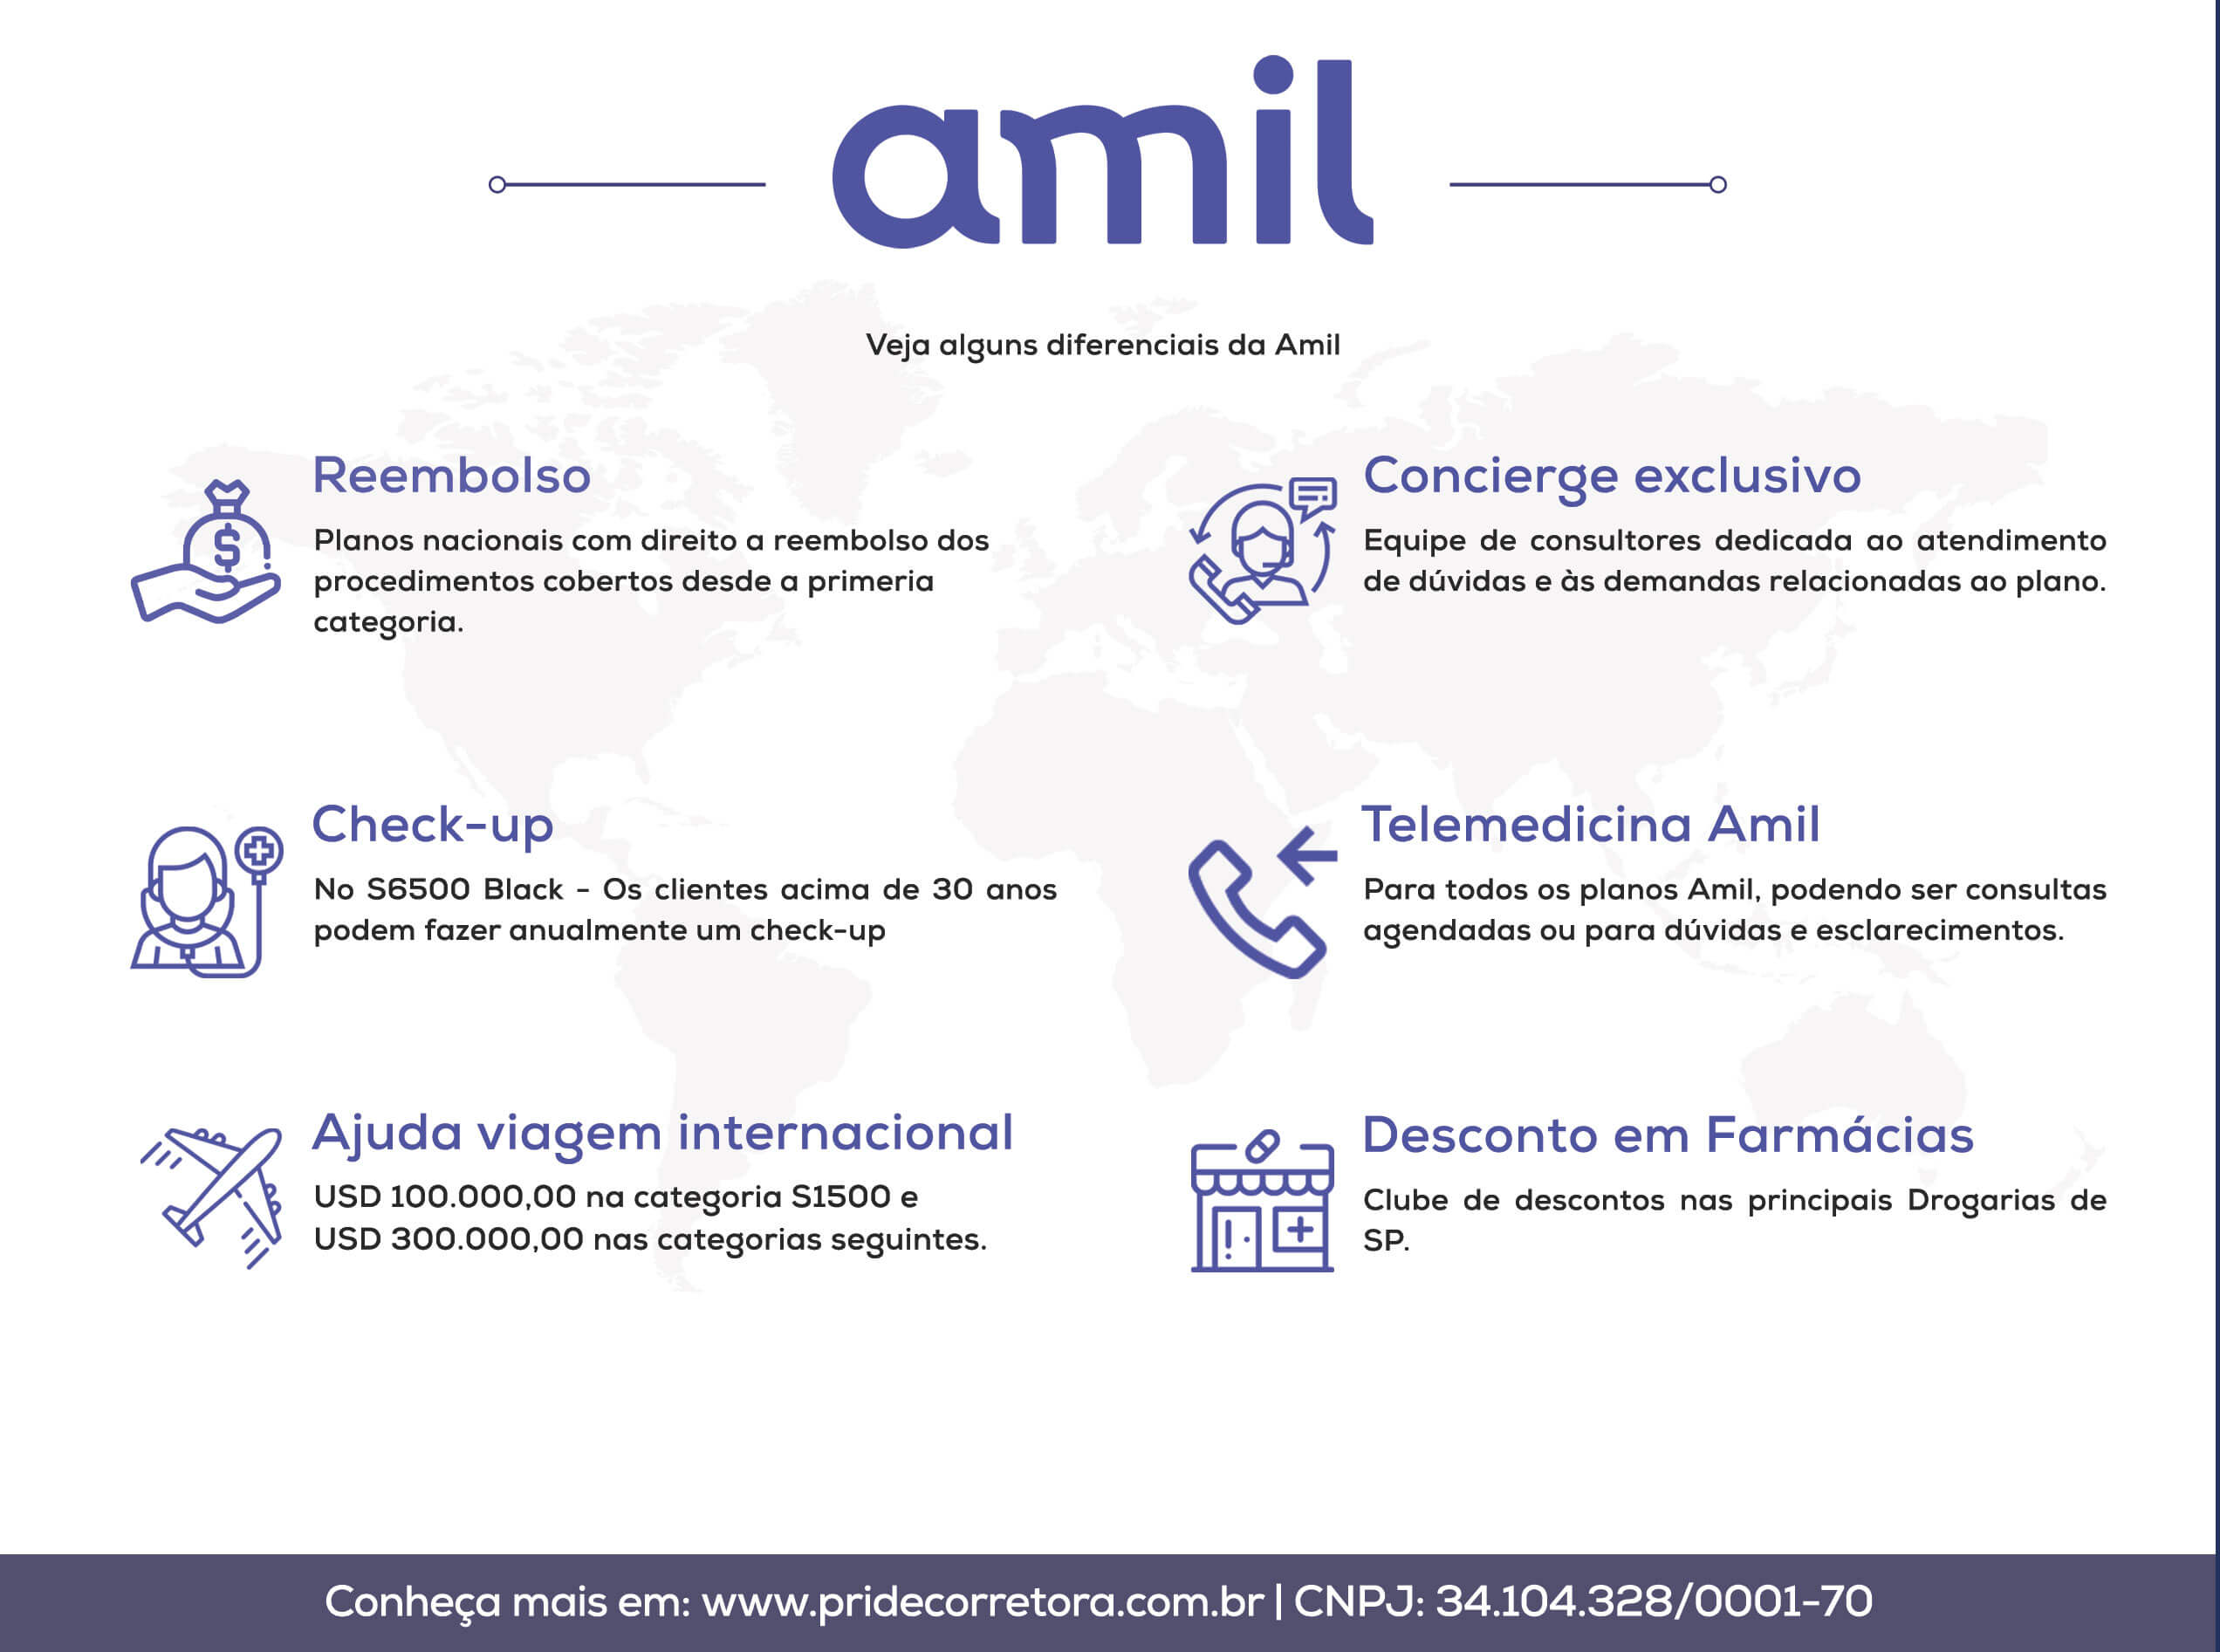 amil
Veja alguns diferenciais da Amil
Reembolso
Planos nacionais com direito a reembolso dos
procedimentos cobertos desde a primeria
categoria.
Concierge exclusivo
Equipe de consultores dedicada ao atendimento
de dúvidas e às demandas relacionadas ao plano.
Check-up
No S6500 Black - Os clientes acima de 30 anos
podem fazer anualmente um check-up
Telemedicina Amil
Para todos os planos Amil, podendo ser consultas
agendadas ou para dúvidas e esclarecimentos.
Ajuda viagem internacional
USD 100.000,00 na categoria S1500 e
USD 300.000,00 nas categorias seguintes.
Desconto em Farmácias
Clube de descontos nas principais Drogarias de
SP.
Conheça mais em: www.pridecorretora.com.br | CNPJ: 34.104.328/0001-70